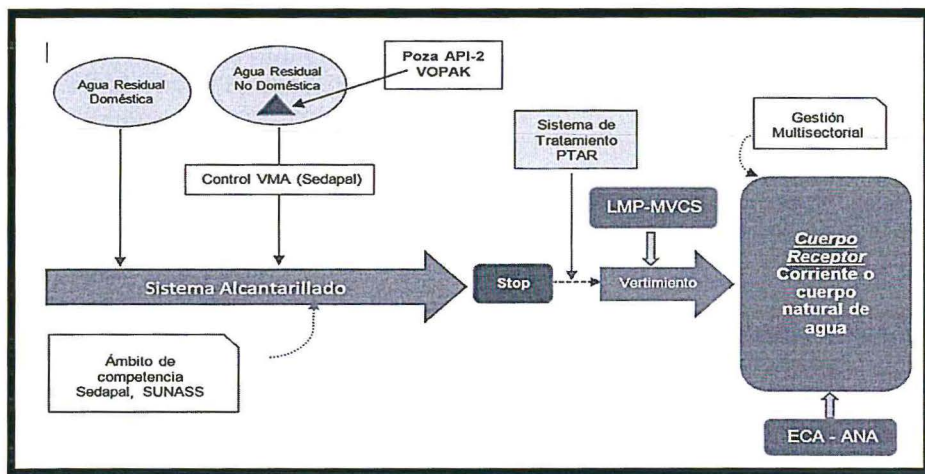 Poza API-2
VOPAK
Agua Residual
Doméstica
Agua Residual
No Doméstica
Sistema de
Tratamiento
PTAR
Gestión
Multisectorial
Control VMA (Sedapal)
LMP-MVCS
Cuerpo
Receptor
Corriente o
cuerpo
natural de
agua
Sistema Alcantarillado
Stop
Vertimiento
Ámbito de
competencia
Sedapal, SUNASS
ECA - ANA